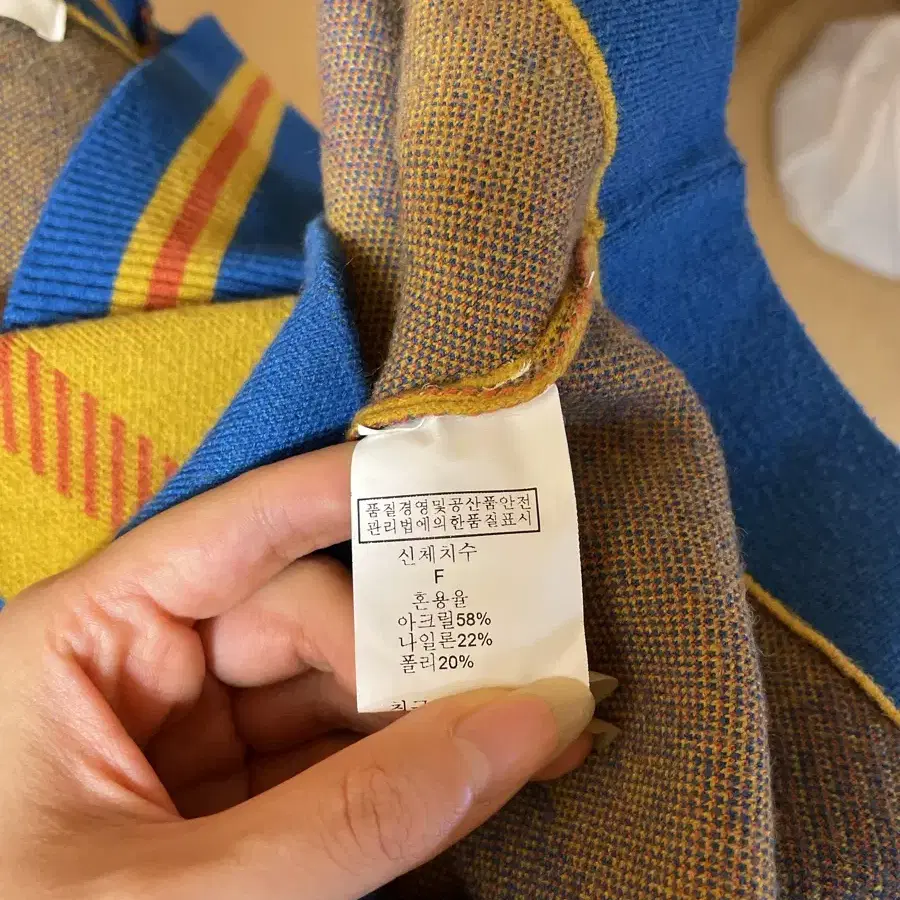 품질경영및공산품안전
관리법에의한품질표시
신체치수
F
혼용율
아크릴58%
나일론22%
폴리20%